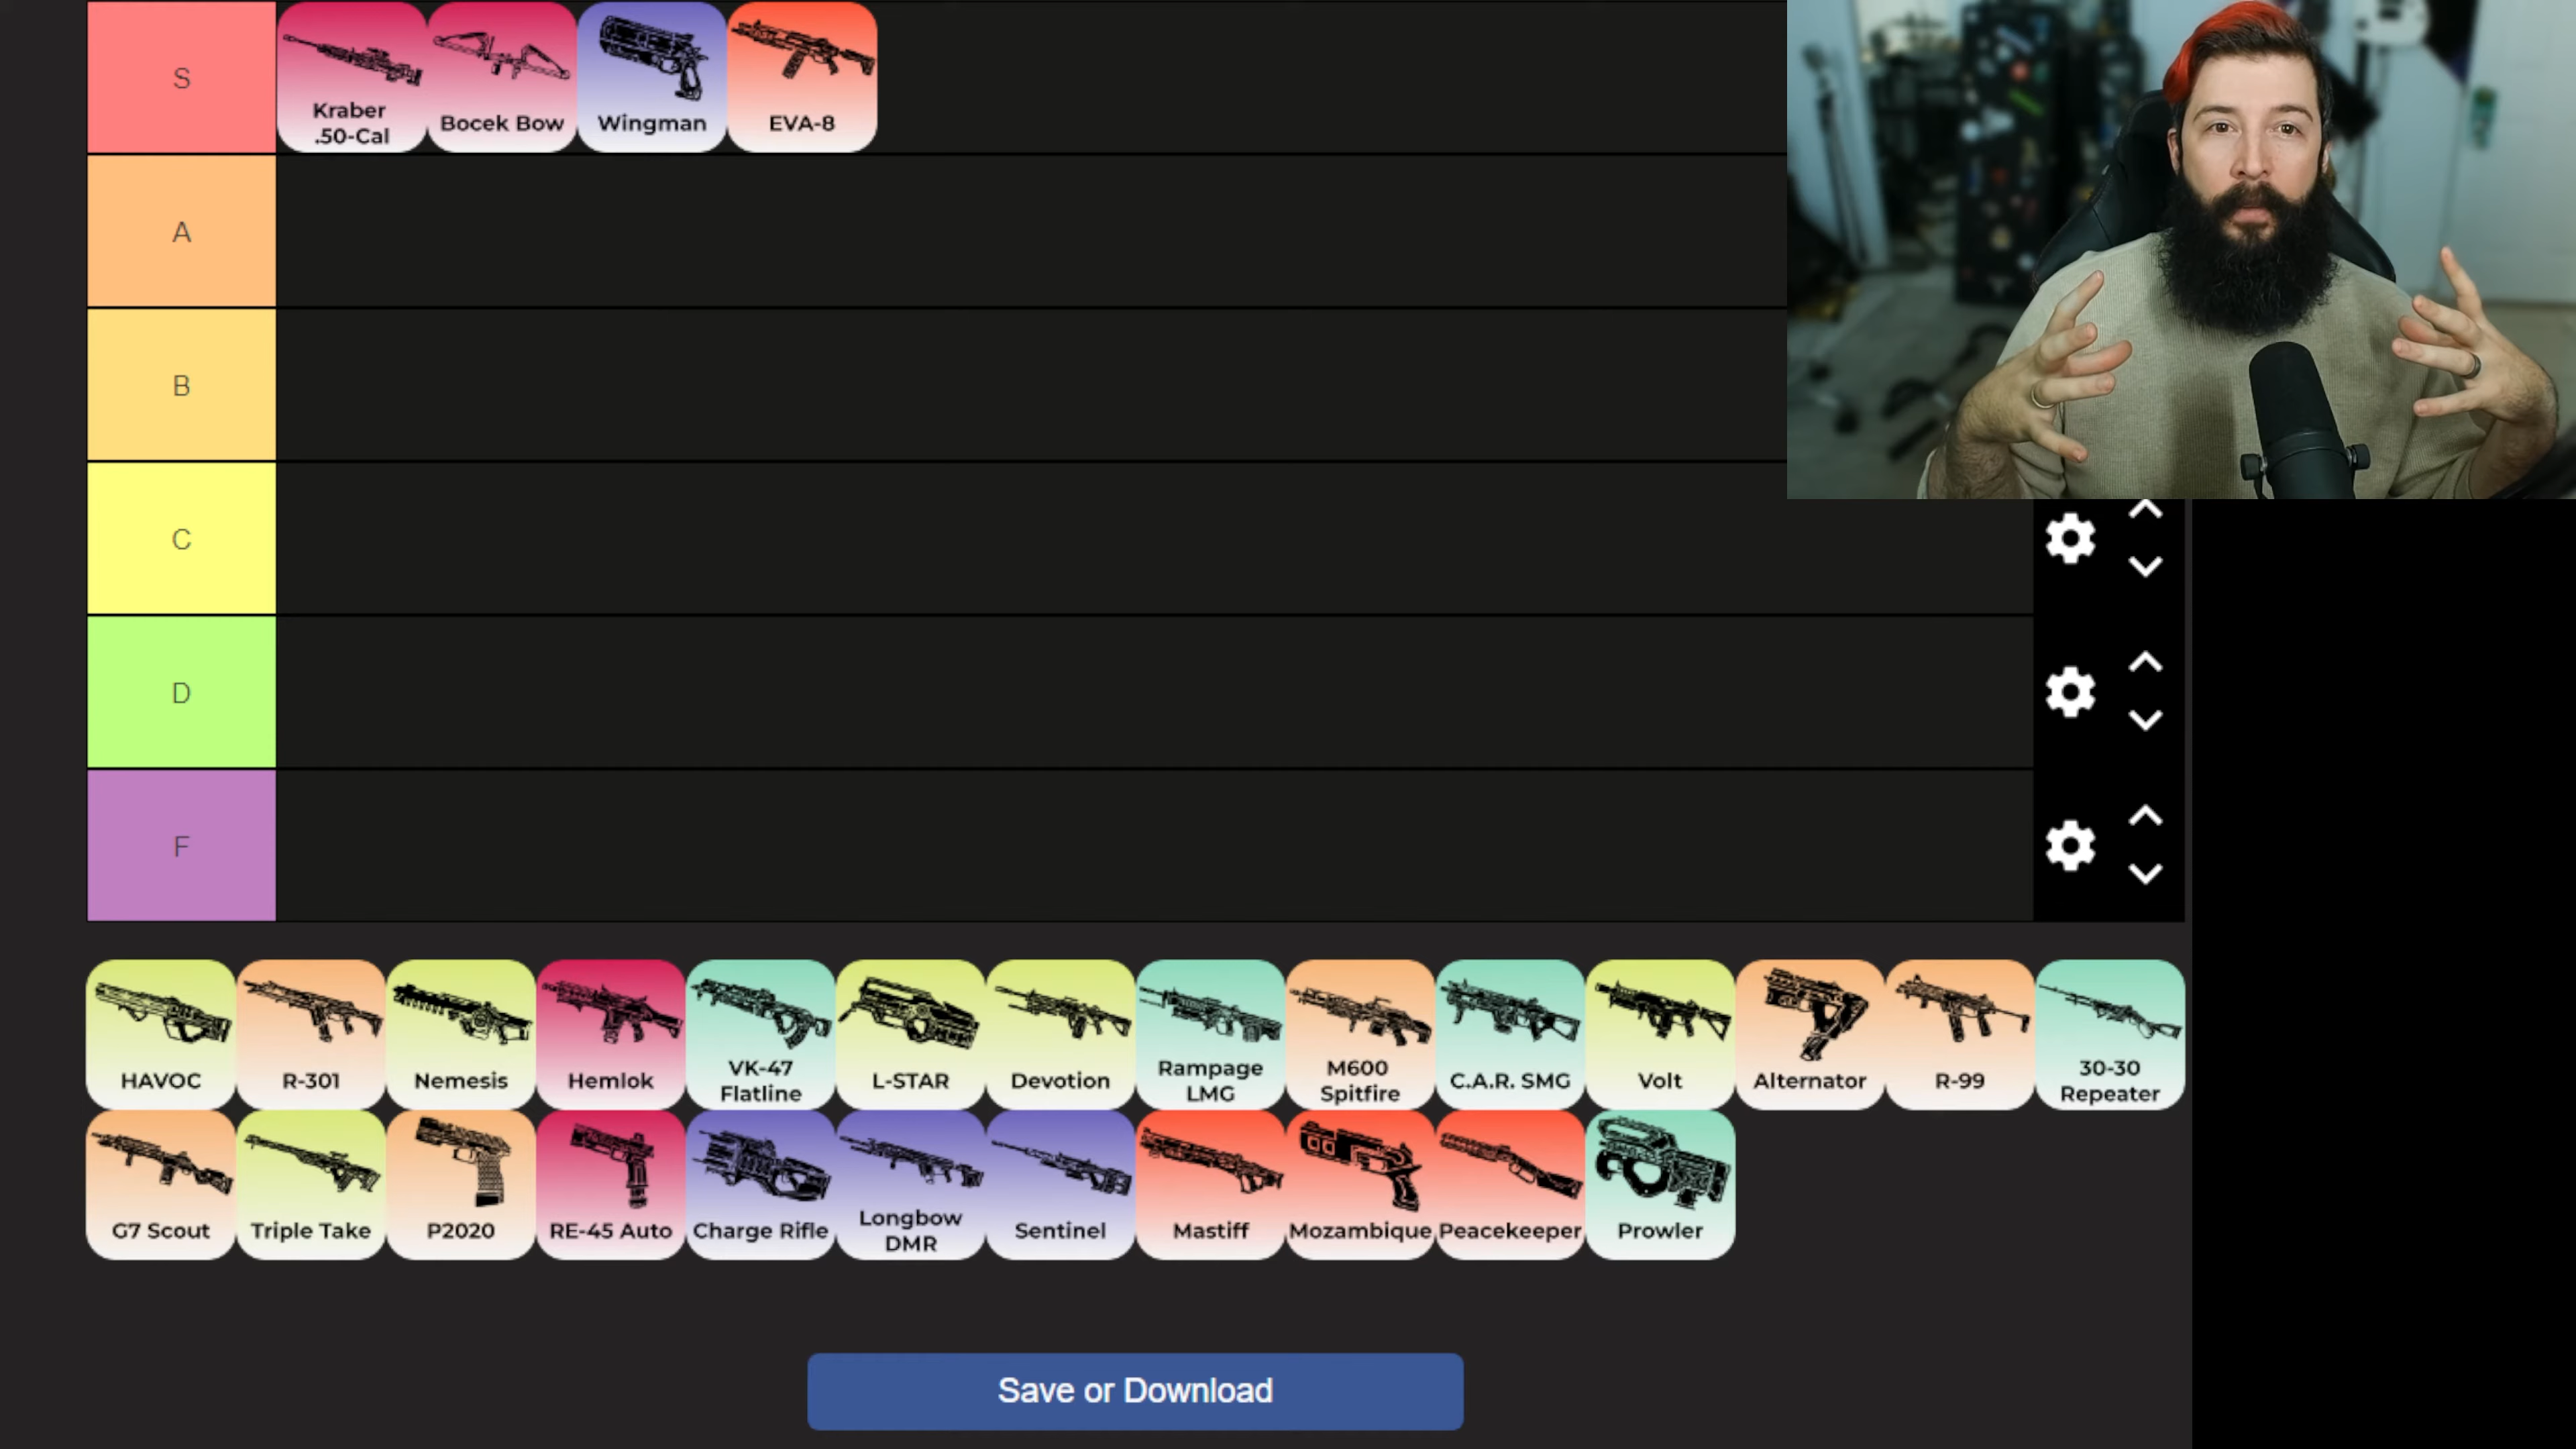 S
Kraber
.50-Cal
Bocek Bow
Wingman
EVA-8
A
B
C
D
F
HAVOC
R-301
Nemesis
Hemlok
VK-47
Flatline
L-STAR
Devotion
Rampage
LMG
M600
Spitfire
C.A.R. SMG
Volt
Alternator
R-99
30-30
Repeater
G7 Scout
Triple Take
P2020
RE-45 Auto
Charge Rifle
Longbow
DMR
Sentinel
Mastiff
Mozambique
Peacekeeper
Prowler
Save or Download